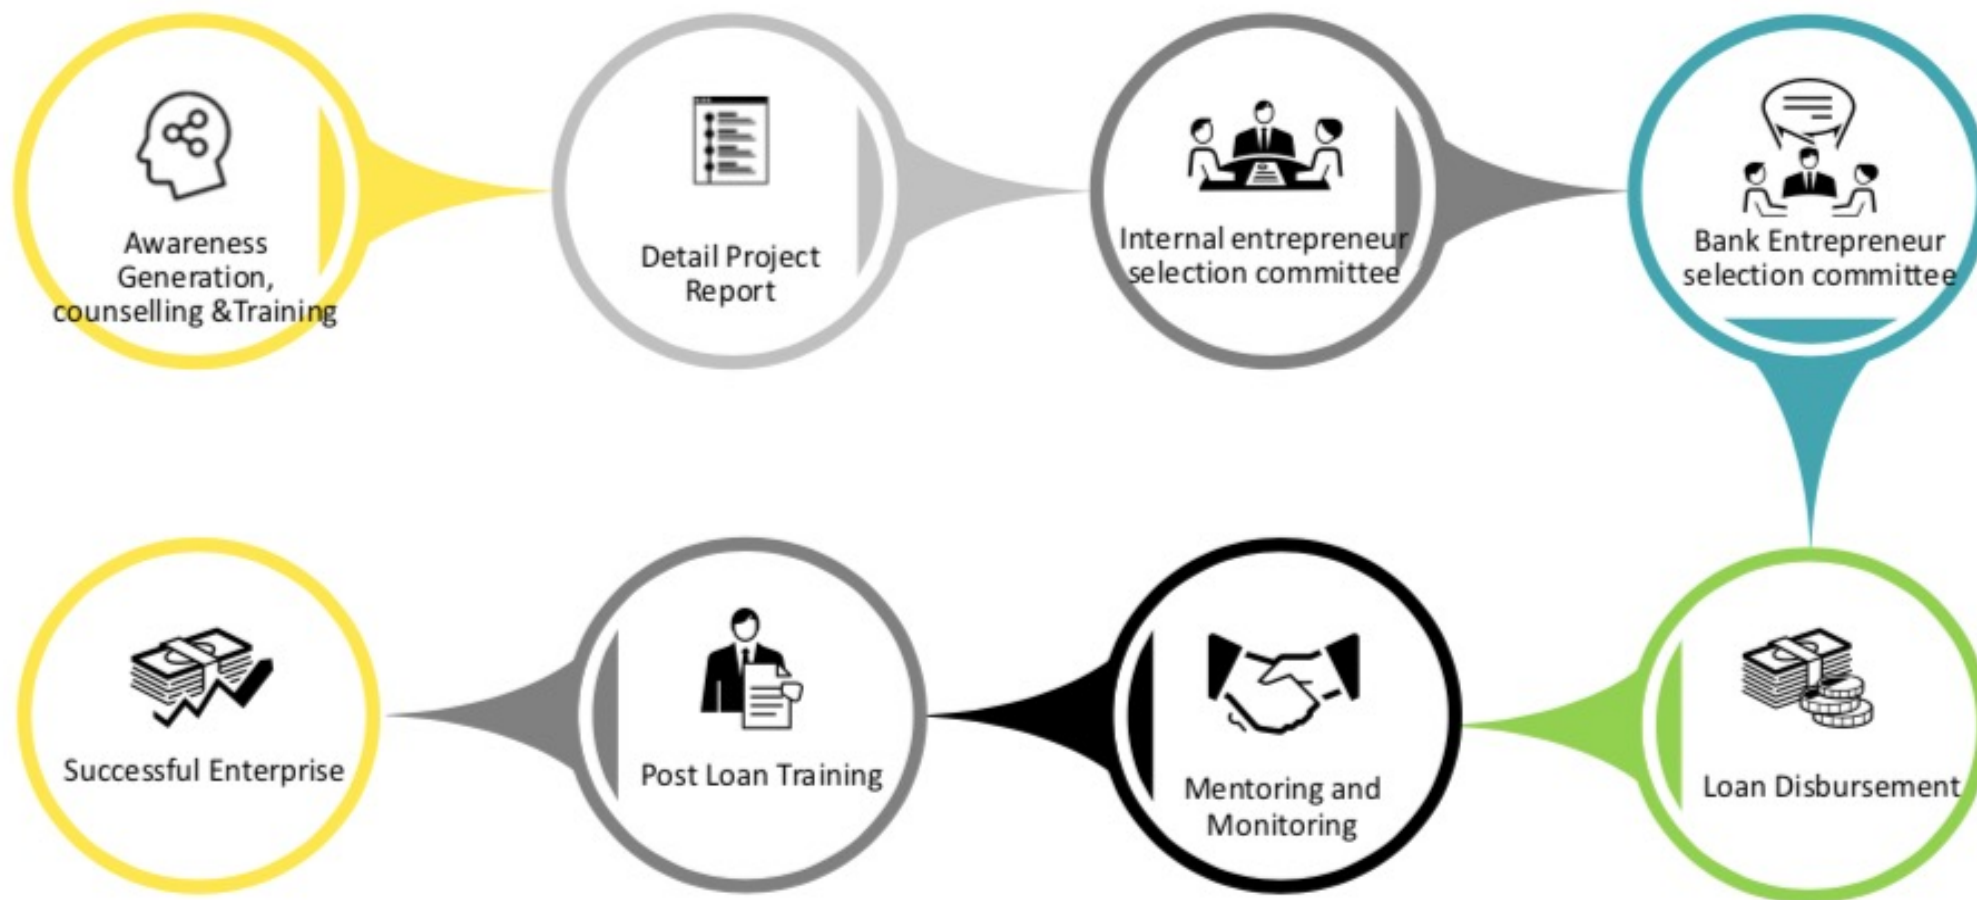 Awareness
Generation,
counselling &Training
Detail Project
Report
Internal entrepreneur
selection committee
Bank Entrepreneur
selection committee
Loan Disbursement
Mentoring and
Monitoring
Post Loan Training
Successful Enterprise